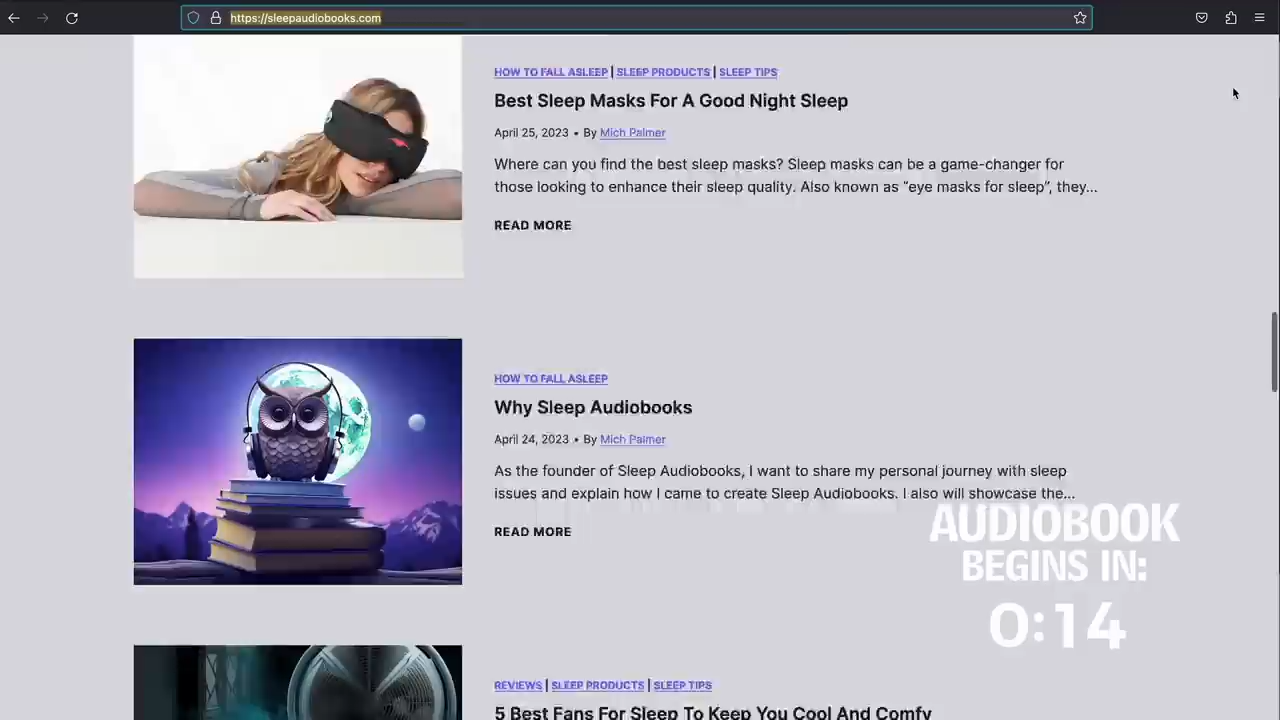 https://sleepaudiobooks.com
HOW TO FALL ASLEEP | SLEEP PRODUCTS | SLEEP TIPS
Best Sleep Masks For A Good Night Sleep
April 25, 2023 • By Mich Palmer
Where can you find the best sleep masks? Sleep masks can be a game-changer for
those looking to enhance their sleep quality. Also known as “eye masks for sleep”, they...
READ MORE
HOW TO FALL ASLEEP
Why Sleep Audiobooks
April 24, 2023 • By Mich Palmer
As the founder of Sleep Audiobooks, I want to share my personal journey with sleep
issues and explain how I came to create Sleep Audiobooks. I also will showcase the...
READ MORE
AUDIOBOOK
BEGINS IN:
0:14
REVIEWS | SLEEP PRODUCTS | SLEEP TIPS
5 Best Fans For Sleep To Keep You Cool And Comfy